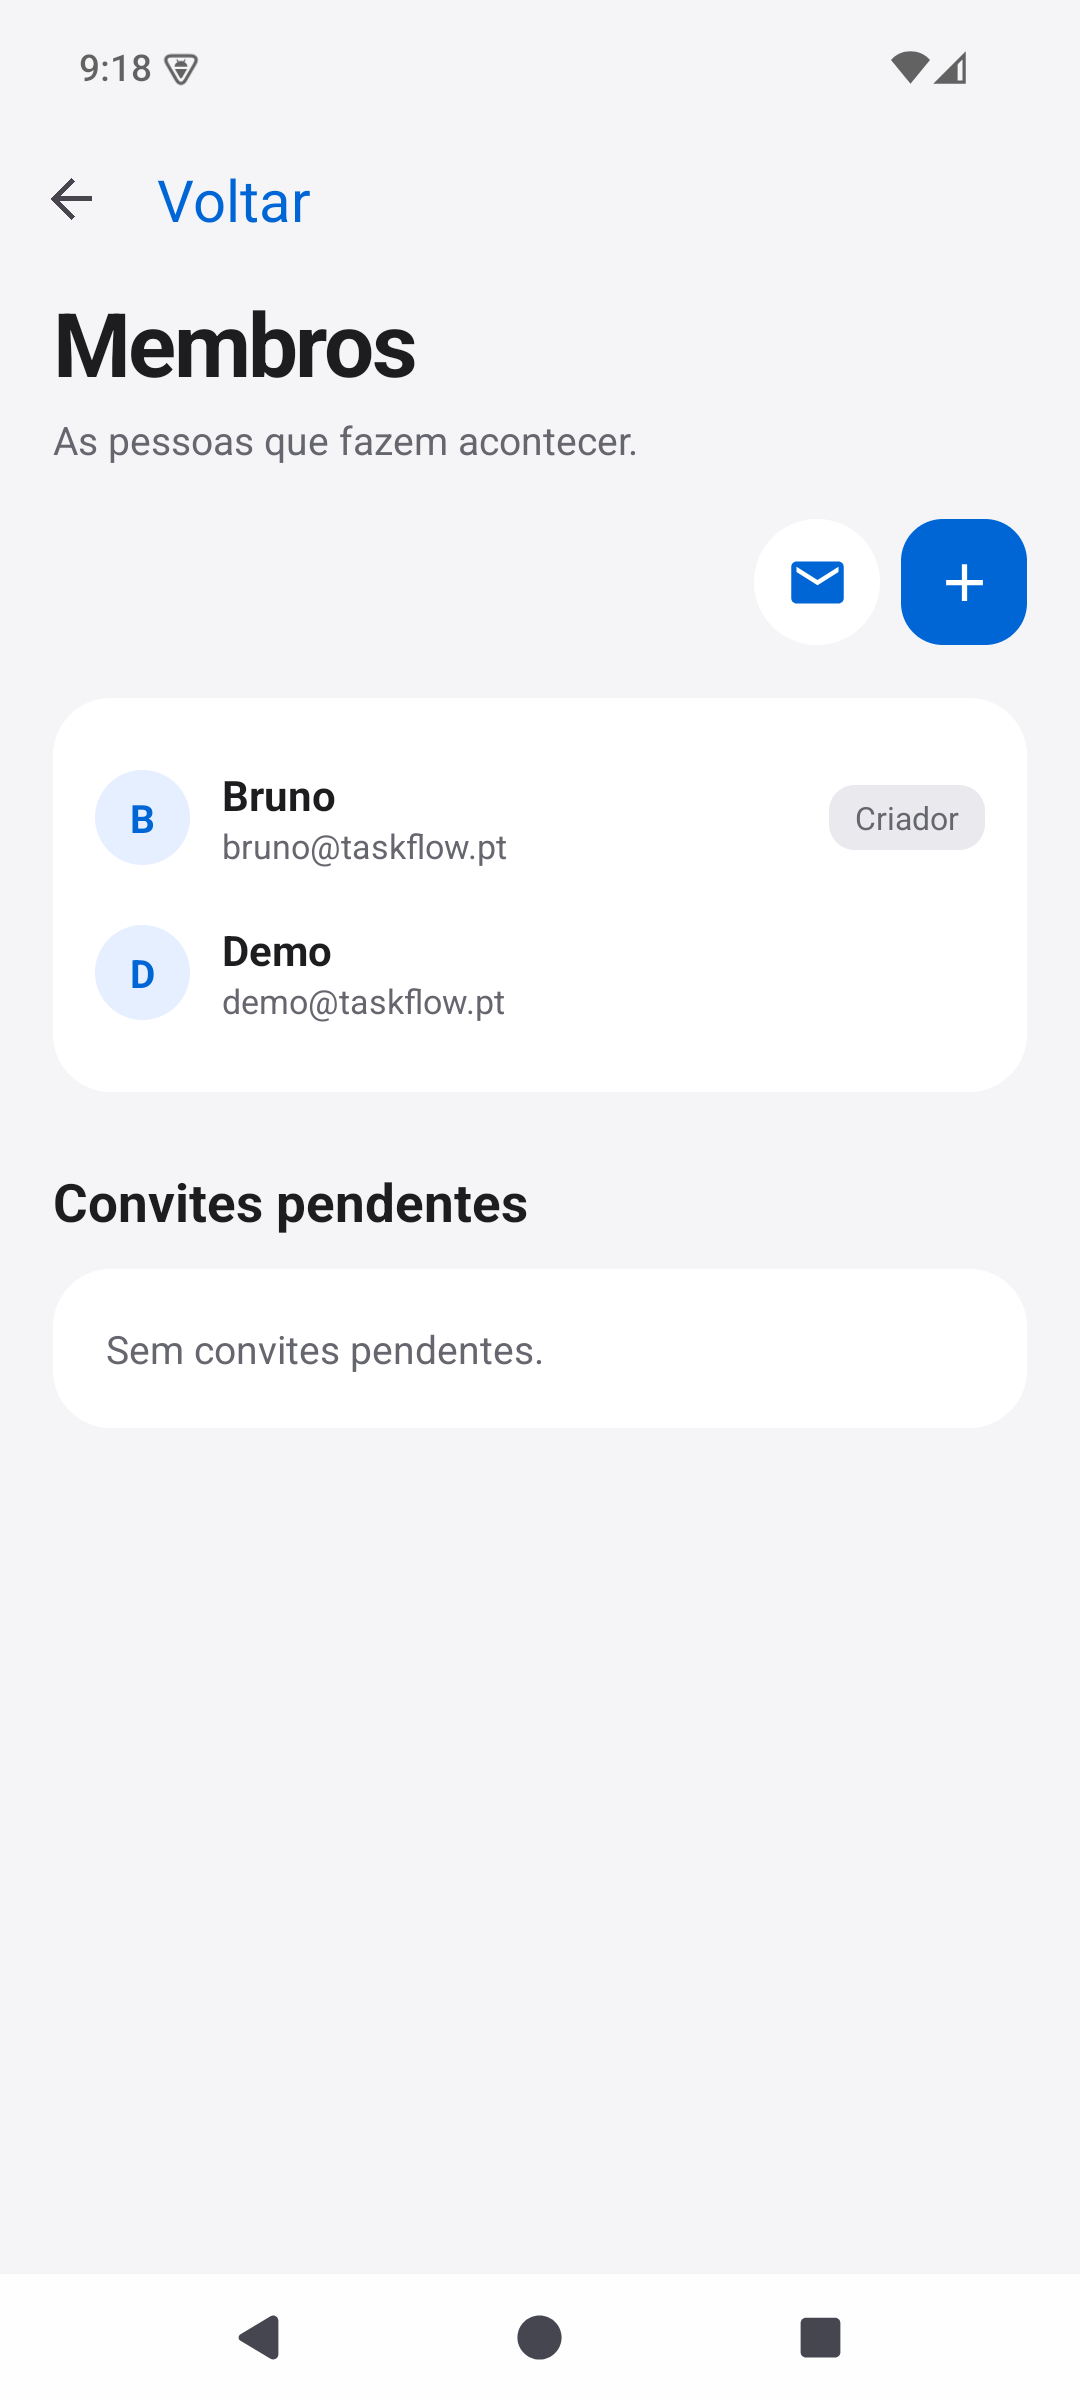 9:18
Voltar
Membros
As pessoas que fazem acontecer.
B
Bruno
bruno@taskflow.pt
Criador
D
Demo
demo@taskflow.pt
Convites pendentes
Sem convites pendentes.